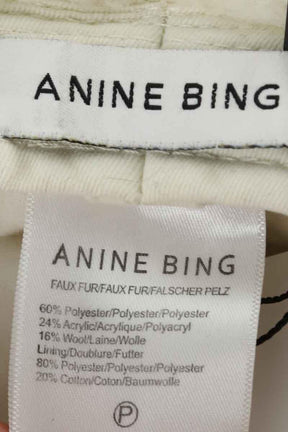 ANINE BING
ANINE BING
FAUX FUR/FAUX FUR/FALSCHER PELZ
60% Polyester/Polyester/Polyester
24% Acrylic/Acrylique/Polyacryl
16% Wool/Laine/Wolle
Lining/Doublure/Futter
80% Polyester/Polyester/Polyester
20% Cotton/Coton/Baumwolle
P